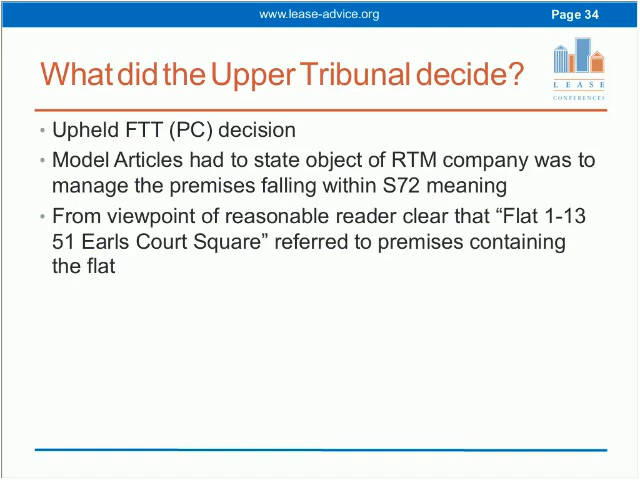 www.lease-advice.org
Page 34
What did the Upper Tribunal decide?
LEASE
CONFERENCES
• Upheld FTT (PC) decision
• Model Articles had to state object of RTM company was to
manage the premises falling within S72 meaning
• From viewpoint of reasonable reader clear that “Flat 1-13
51 Earls Court Square” referred to premises containing
the flat